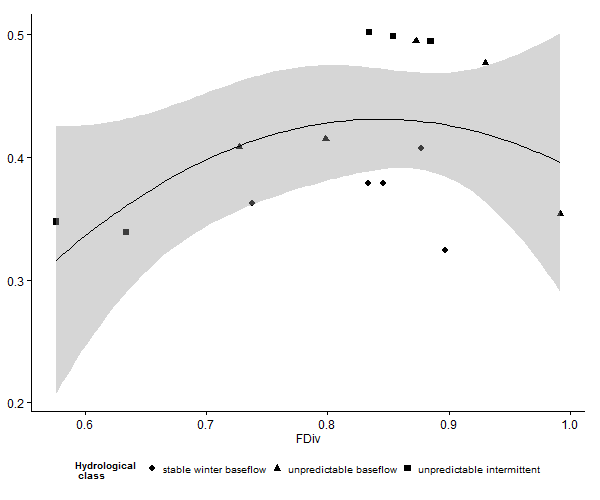 0.5
0.4
0.3
0.2
0.6 0.7 0.8 0.9 1.0
FDiv
Hydrological
class
stable winter baseflow unpredictable baseflow unpredictable intermittent